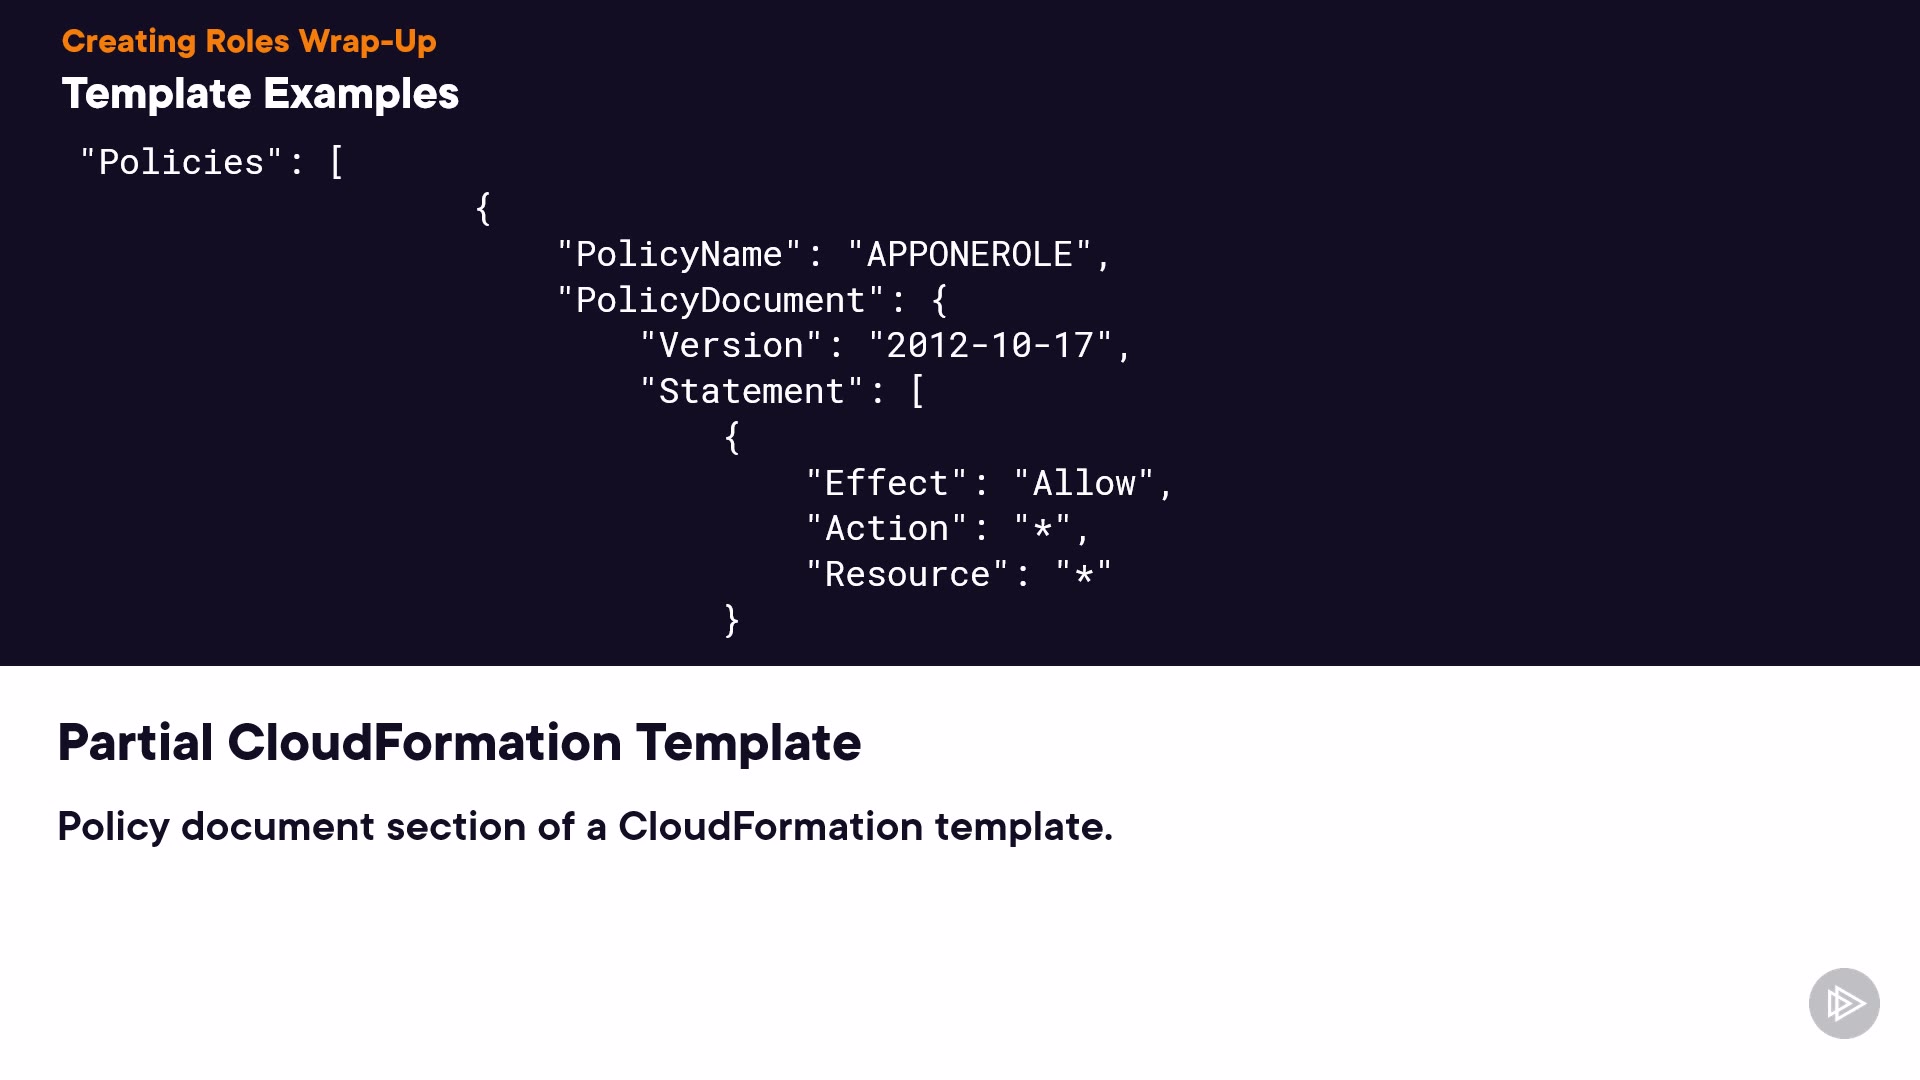 Creating Roles Wrap-Up
Template Examples
"Policies": [
{
"PolicyName": "APPONEROLE",
"PolicyDocument": {
"Version": "2012-10-17",
"Statement": [
{
"Effect": "Allow",
"Action": "*",
"Resource": "*"
}
Partial CloudFormation Template
Policy document section of a CloudFormation template.